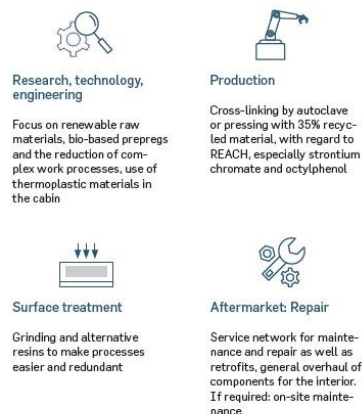 Research, technology,
engineering
Focus on renewable raw
materials, bio-based prepregs
and the reduction of com-
plex work processes, use of
thermoplastic materials in
the cabin
Production
Cross-linking by autoclave
or pressing with 35% recyc-
led material, with regard to
REACH, especially strontium
chromate and octylphenol
Surface treatment
Grinding and alternative
resins to make processes
easier and redundant
Aftermarket: Repair
Service network for mainte-
nance and repair as well as
retrofits, general overhaul of
components for the interior.
If required: on-site mainte-
nance